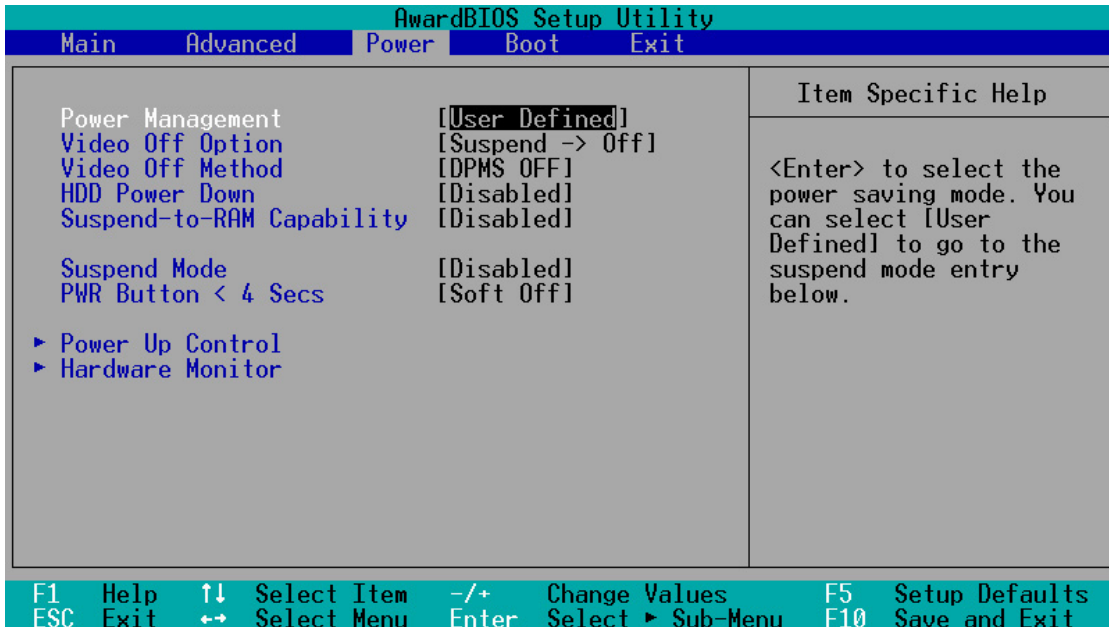 AwardBIOS Setup Utility
Main Advanced Power Boot Exit
Power Management [User Defined]
Video Off Option [Suspend -> Off]
Video Off Method [DPMS OFF]
HDD Power Down [Disabled]
Suspend-to-RAM Capability [Disabled]
Suspend Mode [Disabled]
PWR Button < 4 Secs [Soft Off]
► Power Up Control
► Hardware Monitor
Item Specific Help
<Enter> to select the
power saving mode. You
can select [User
Defined] to go to the
suspend mode entry
below.
F1 Help ↑↓ Select Item -/+ Change Values F5 Setup Defaults
ESC Exit ←→ Select Menu Enter Select ► Sub-Menu F10 Save and Exit